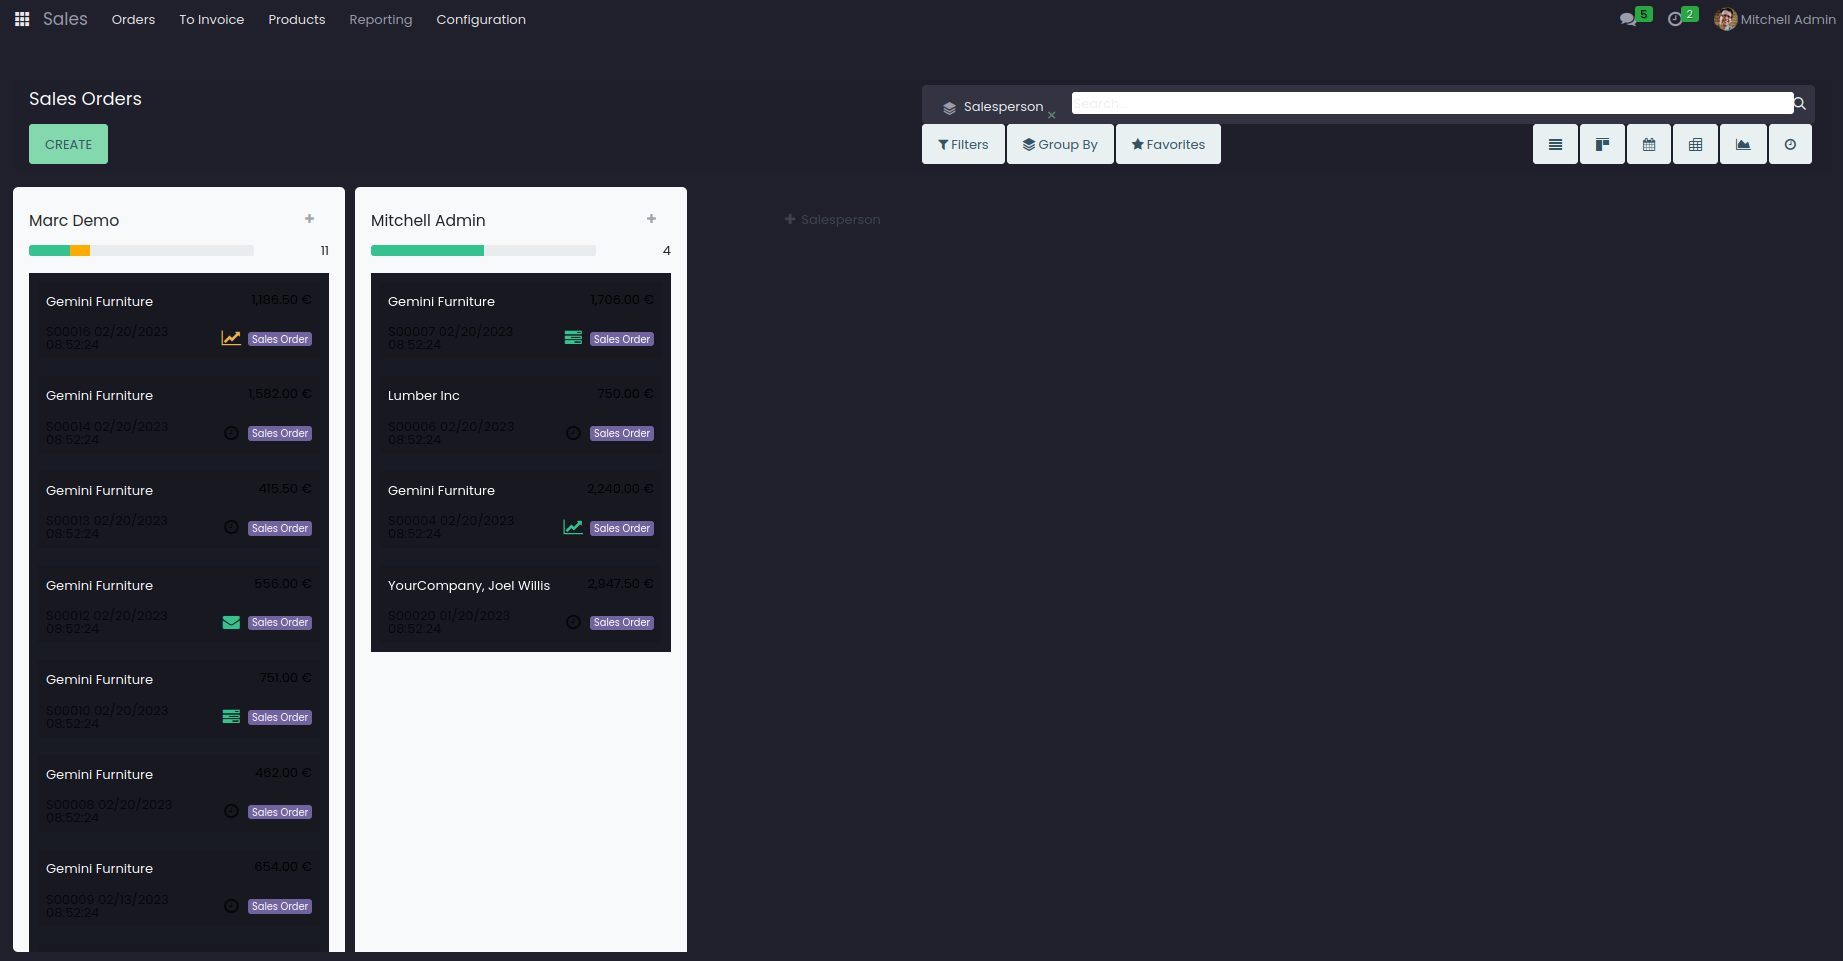 Sales Orders To Invoice Products Reporting Configuration 5 2 Mitchell Admin
Sales Orders
Salesperson × Search...
CREATE
Filters Group By Favorites
Marc Demo +
11
Gemini Furniture 1,186.50 €
S00016 02/20/2023
08:52:24 Sales Order
Gemini Furniture 1,582.00 €
S00014 02/20/2023
08:52:24 Sales Order
Gemini Furniture 415.50 €
S00013 02/20/2023
08:52:24 Sales Order
Gemini Furniture 556.00 €
S00012 02/20/2023
08:52:24 Sales Order
Gemini Furniture 751.00 €
S00010 02/20/2023
08:52:24 Sales Order
Gemini Furniture 462.00 €
S00008 02/20/2023
08:52:24 Sales Order
Gemini Furniture 654.00 €
S00009 02/13/2023
08:52:24 Sales Order
Mitchell Admin +
4
Gemini Furniture 1,706.00 €
S00007 02/20/2023
08:52:24 Sales Order
Lumber Inc 750.00 €
S00006 02/20/2023
08:52:24 Sales Order
Gemini Furniture 2,240.00 €
S00004 02/20/2023
08:52:24 Sales Order
YourCompany, Joel Willis 2,947.50 €
S00020 01/20/2023
08:52:24 Sales Order
+ Salesperson